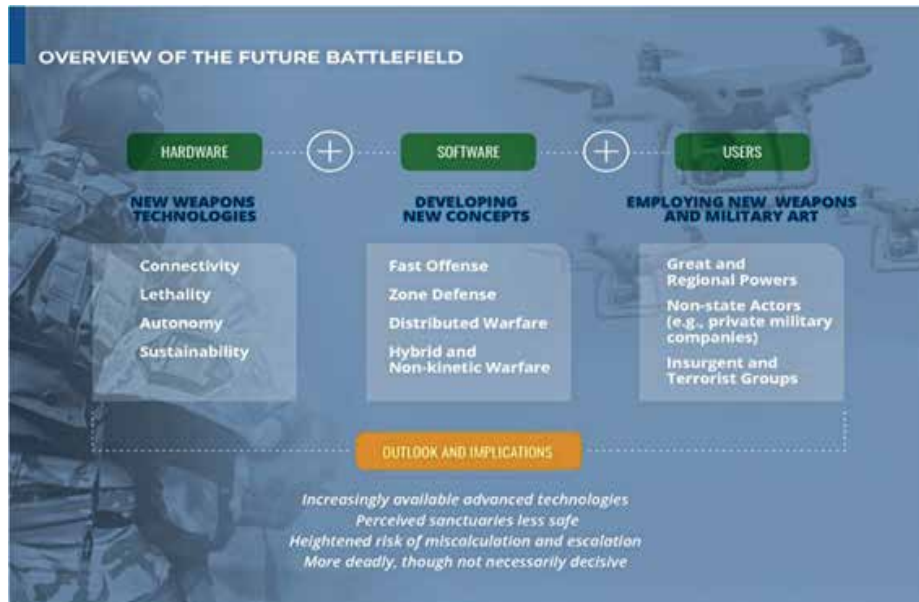 OVERVIEW OF THE FUTURE BATTLEFIELD
HARDWARE
SOFTWARE
USERS
NEW WEAPONS
TECHNOLOGIES
DEVELOPING
NEW CONCEPTS
EMPLOYING NEW WEAPONS
AND MILITARY ART
Connectivity
Lethality
Autonomy
Sustainability
Fast Offense
Zone Defense
Distributed Warfare
Hybrid and
Non-kinetic Warfare
Great and
Regional Powers
Non-state Actors
(e.g., private military
companies)
Insurgent and
Terrorist Groups
OUTLOOK AND IMPLICATIONS
Increasingly available advanced technologies
Perceived sanctuaries less safe
Heightened risk of miscalculation and escalation
More deadly, though not necessarily decisive